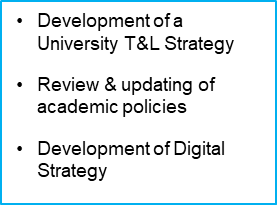 • Development of a
University T&L Strategy
• Review & updating of
academic policies
• Development of Digital
Strategy